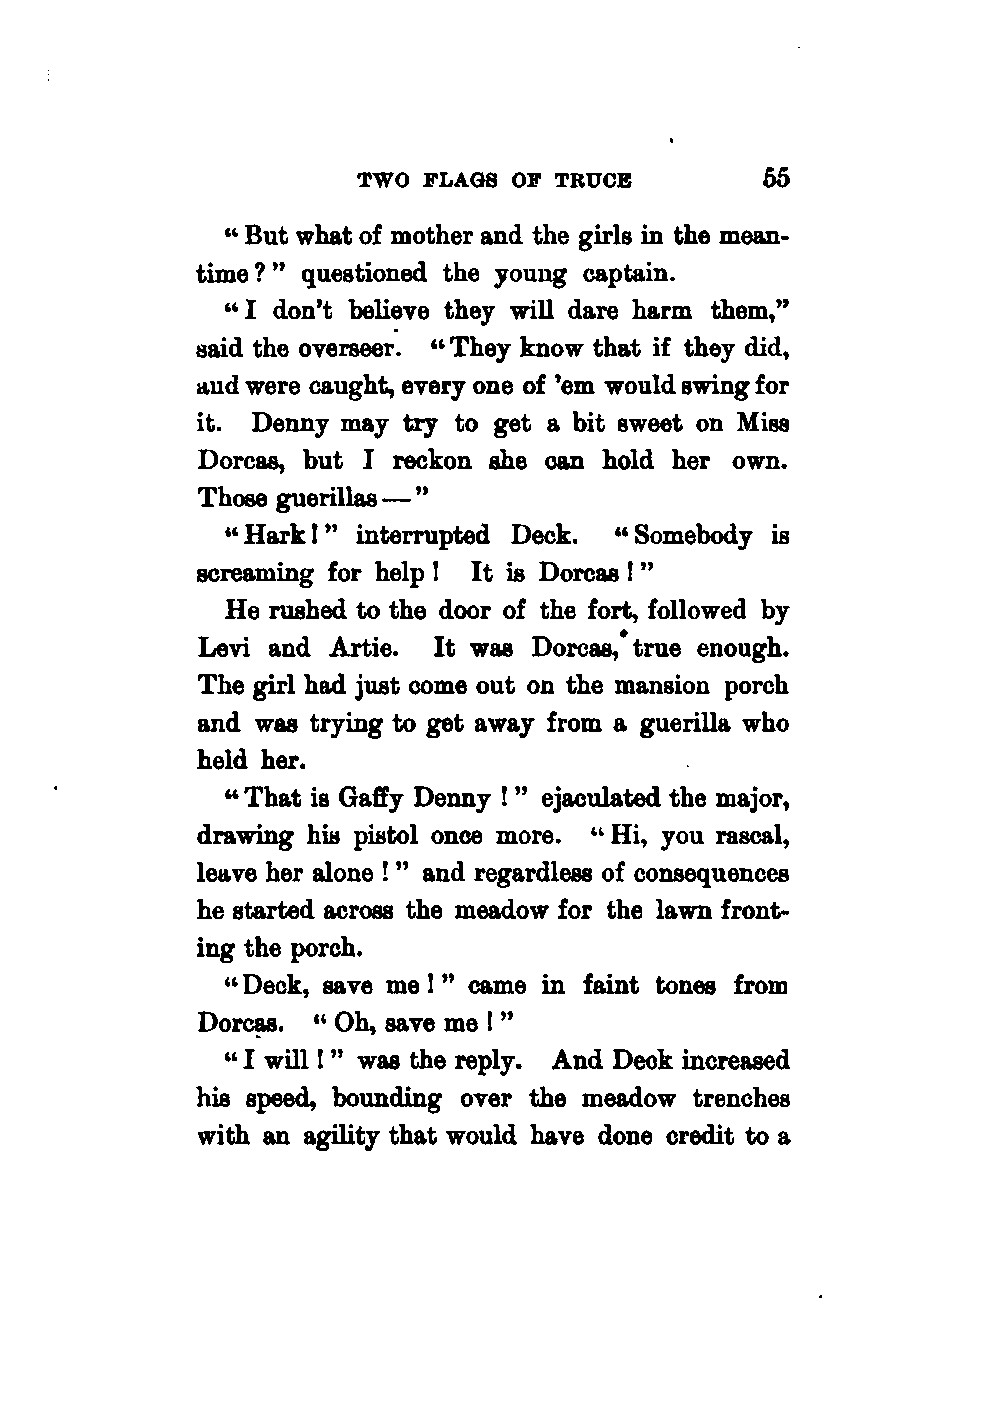 TWO FLAGS OF TRUCE 55
“But what of mother and the girls in the mean-
time?” questioned the young captain.
“I don’t believe they will dare harm them,”
said the overseer. “They know that if they did,
and were caught, every one of ’em would swing for
it. Denny may try to get a bit sweet on Miss
Dorcas, but I reckon she can hold her own.
Those guerillas—”
“Hark!” interrupted Deck. “Somebody is
screaming for help! It is Dorcas!”
He rushed to the door of the fort, followed by
Levi and Artie. It was Dorcas, true enough.
The girl had just come out on the mansion porch
and was trying to get away from a guerilla who
held her.
“That is Gaffy Denny!” ejaculated the major,
drawing his pistol once more. “Hi, you rascal,
leave her alone!” and regardless of consequences
he started across the meadow for the lawn front-
ing the porch.
“Deck, save me!” came in faint tones from
Dorcas. “Oh, save me!”
“I will!” was the reply. And Deck increased
his speed, bounding over the meadow trenches
with an agility that would have done credit to a